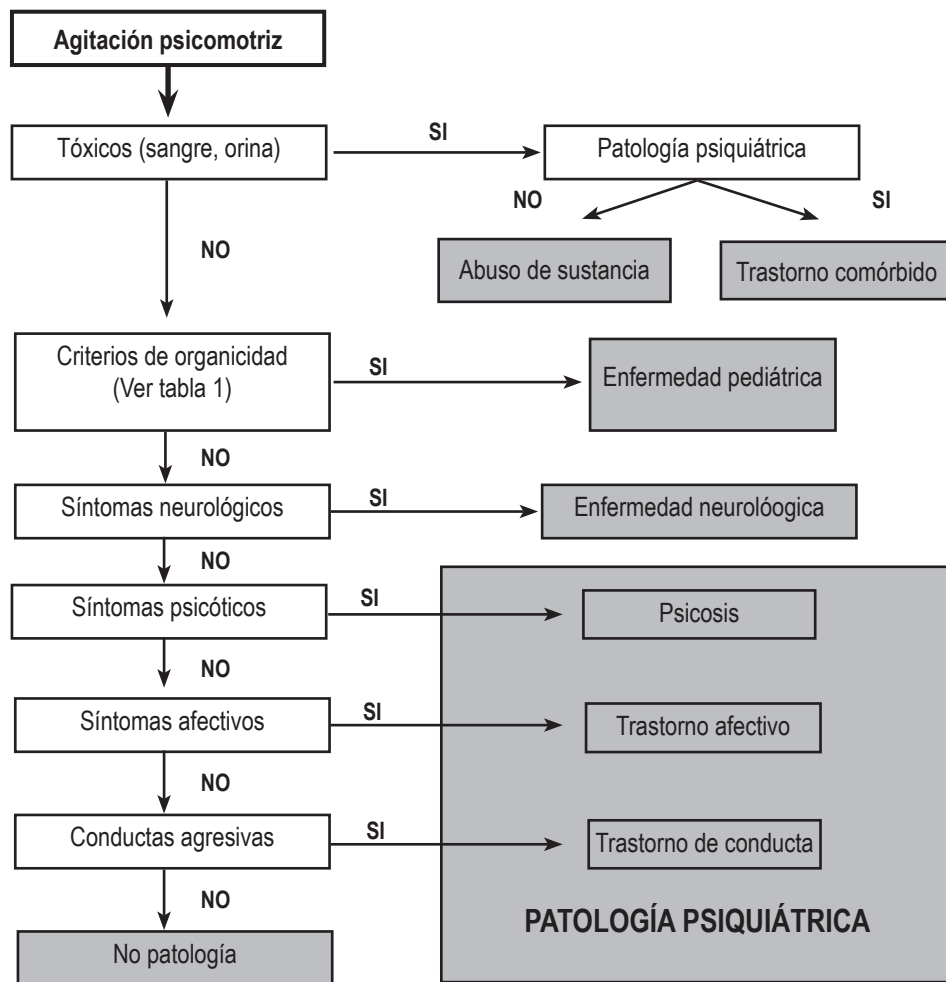 Agitación psicomotriz
Tóxicos (sangre, orina)
SI
Patología psiquiátrica
NO
SI
NO
Abuso de sustancia
Trastorno comórbido
Criterios de organicidad
(Ver tabla 1)
SI
Enfermedad pediátrica
NO
Síntomas neurológicos
SI
Enfermedad neurolóogica
NO
Síntomas psicóticos
SI
Psicosis
NO
Síntomas afectivos
SI
Trastorno afectivo
NO
Conductas agresivas
SI
Trastorno de conducta
NO
PATOLOGÍA PSIQUIÁTRICA
No patología